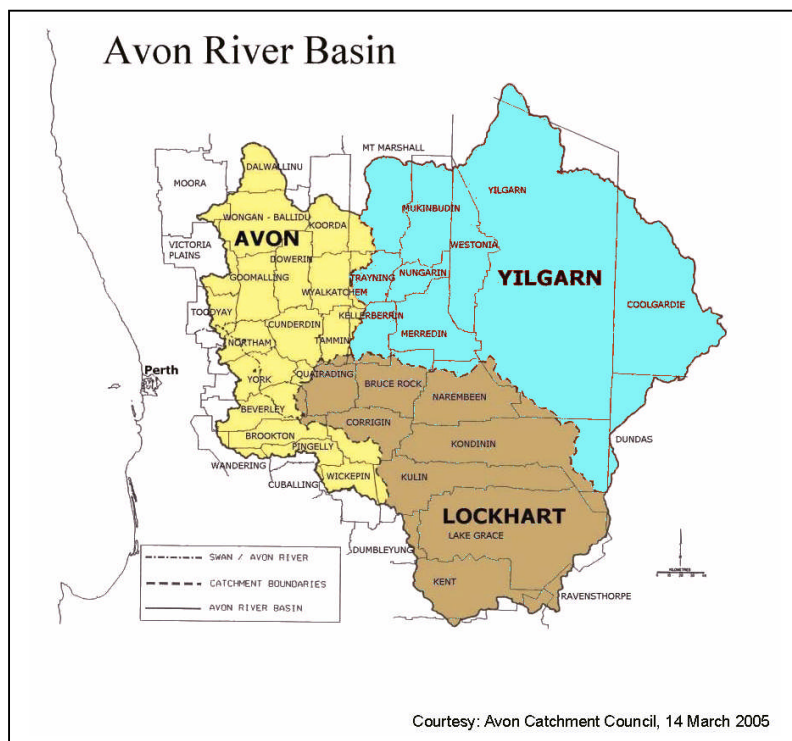 Avon River Basin
MT MARSHALL
DALWALLINU
MOORA
YILGARN
MUKINBUDIN
WONGAN - BALLIDU
KOORDA
AVON
VICTORIA
PLAINS
WESTONIA
DOWERIN
NUNGARIN
TRAYNING
GOOMALLING
YILGARN
WYALKATCHEM
COOLGARDIE
TOODYAY
KELLERBERRIN
CUNDERDIN
MERREDIN
NORTHAM
TAMMIN
Perth
QUAIRADING
YORK
BRUCE ROCK
NAREMBEEN
BEVERLEY
CORRIGIN
BROOKTON
KONDININ
DUNDAS
PINGELLY
WANDERING
WICKEPIN
KULIN
CUBALLING
LOCKHART
LAKE GRACE
DUMBLEYUNG
SWAN / AVON RIVER
CATCHMENT BOUNDARIES
AVON RIVER BASIN
KENT
RAVENSTHORPE
KILOMETRES
Courtesy: Avon Catchment Council, 14 March 2005